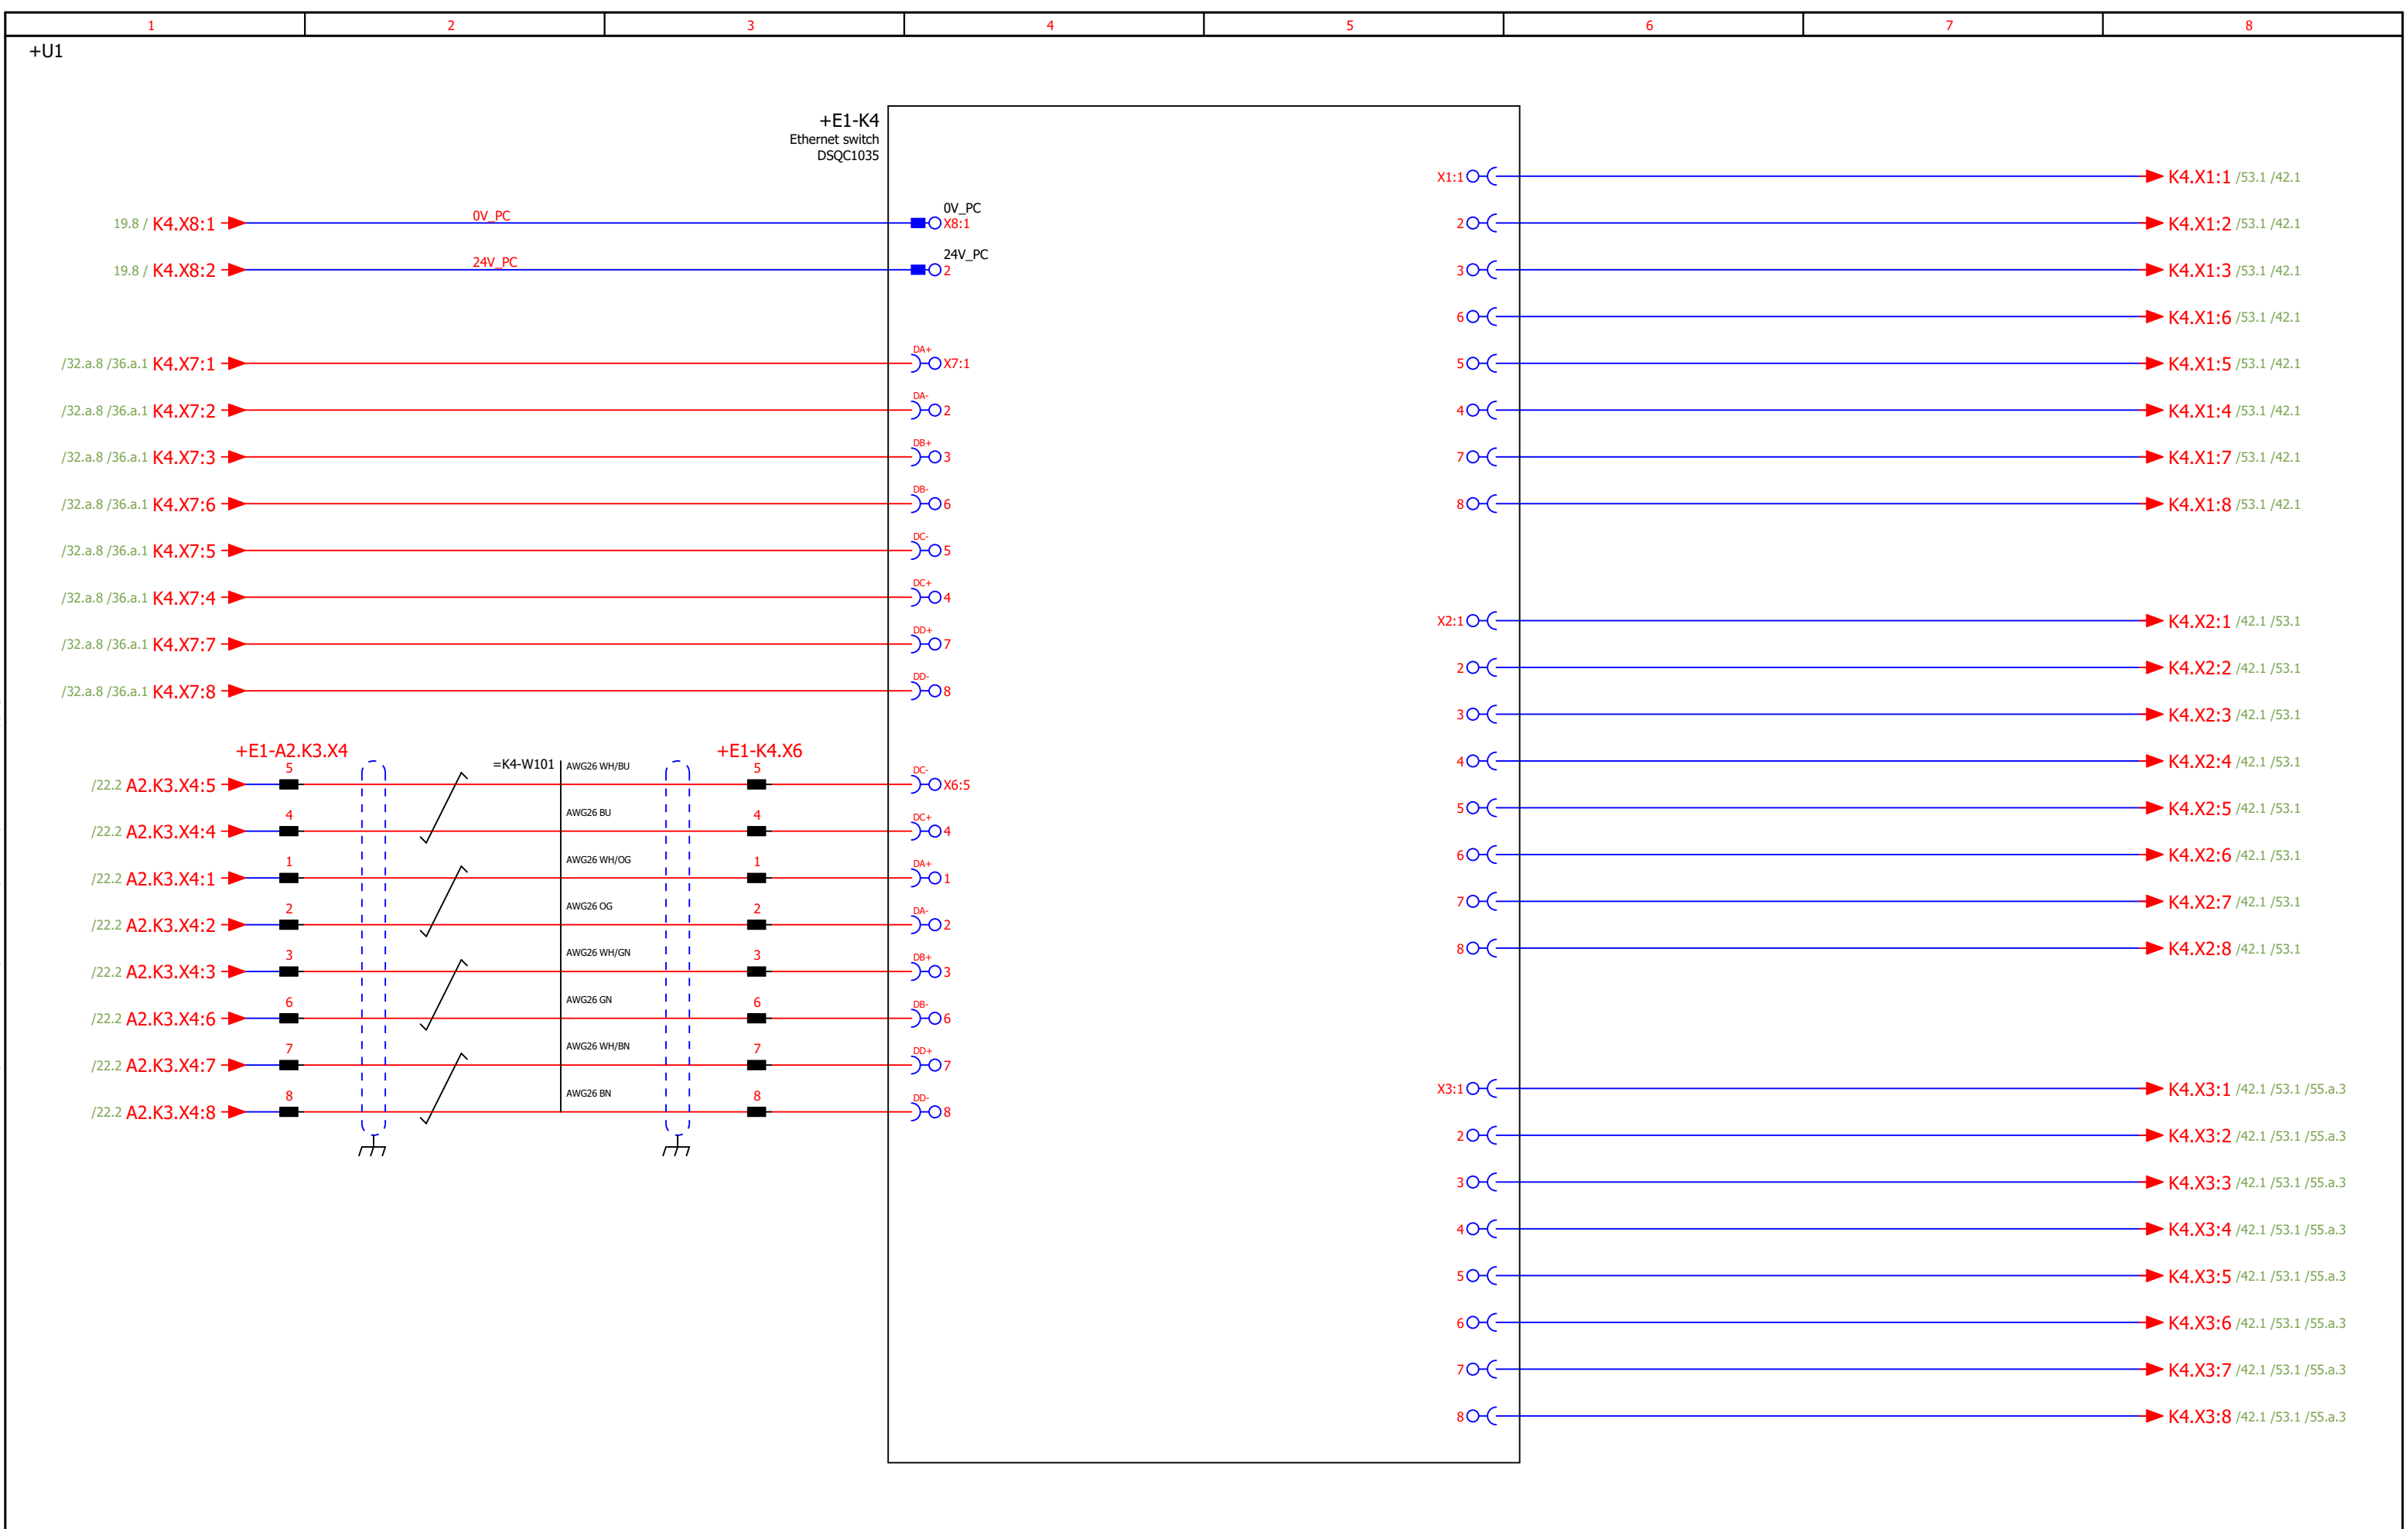 1 2 3 4 5 6 7 8
+U1
+E1-K4
Ethernet switch
DSQC1035
19.8 / K4.X8:1 0V_PC 0V_PC X8:1
19.8 / K4.X8:2 24V_PC 24V_PC 2
/32.a.8 /36.a.1 K4.X7:1 DA+ X7:1
/32.a.8 /36.a.1 K4.X7:2 DA- 2
/32.a.8 /36.a.1 K4.X7:3 DB+ 3
/32.a.8 /36.a.1 K4.X7:6 DB- 6
/32.a.8 /36.a.1 K4.X7:5 DC- 5
/32.a.8 /36.a.1 K4.X7:4 DC+ 4
/32.a.8 /36.a.1 K4.X7:7 DD+ 7
/32.a.8 /36.a.1 K4.X7:8 DD- 8
+E1-A2.K3.X4 =K4-W101 +E1-K4.X6
/22.2 A2.K3.X4:5 5 AWG26 WH/BU 5 DC- X6:5
/22.2 A2.K3.X4:4 4 AWG26 BU 4 DC+ 4
/22.2 A2.K3.X4:1 1 AWG26 WH/OG 1 DA+ 1
/22.2 A2.K3.X4:2 2 AWG26 OG 2 DA- 2
/22.2 A2.K3.X4:3 3 AWG26 WH/GN 3 DB+ 3
/22.2 A2.K3.X4:6 6 AWG26 GN 6 DB- 6
/22.2 A2.K3.X4:7 7 AWG26 WH/BN 7 DD+ 7
/22.2 A2.K3.X4:8 8 AWG26 BN 8 DD- 8
X1:1 K4.X1:1 /53.1 /42.1
2 K4.X1:2 /53.1 /42.1
3 K4.X1:3 /53.1 /42.1
6 K4.X1:6 /53.1 /42.1
5 K4.X1:5 /53.1 /42.1
4 K4.X1:4 /53.1 /42.1
7 K4.X1:7 /53.1 /42.1
8 K4.X1:8 /53.1 /42.1
X2:1 K4.X2:1 /42.1 /53.1
2 K4.X2:2 /42.1 /53.1
3 K4.X2:3 /42.1 /53.1
4 K4.X2:4 /42.1 /53.1
5 K4.X2:5 /42.1 /53.1
6 K4.X2:6 /42.1 /53.1
7 K4.X2:7 /42.1 /53.1
8 K4.X2:8 /42.1 /53.1
X3:1 K4.X3:1 /42.1 /53.1 /55.a.3
2 K4.X3:2 /42.1 /53.1 /55.a.3
3 K4.X3:3 /42.1 /53.1 /55.a.3
4 K4.X3:4 /42.1 /53.1 /55.a.3
5 K4.X3:5 /42.1 /53.1 /55.a.3
6 K4.X3:6 /42.1 /53.1 /55.a.3
7 K4.X3:7 /42.1 /53.1 /55.a.3
8 K4.X3:8 /42.1 /53.1 /55.a.3